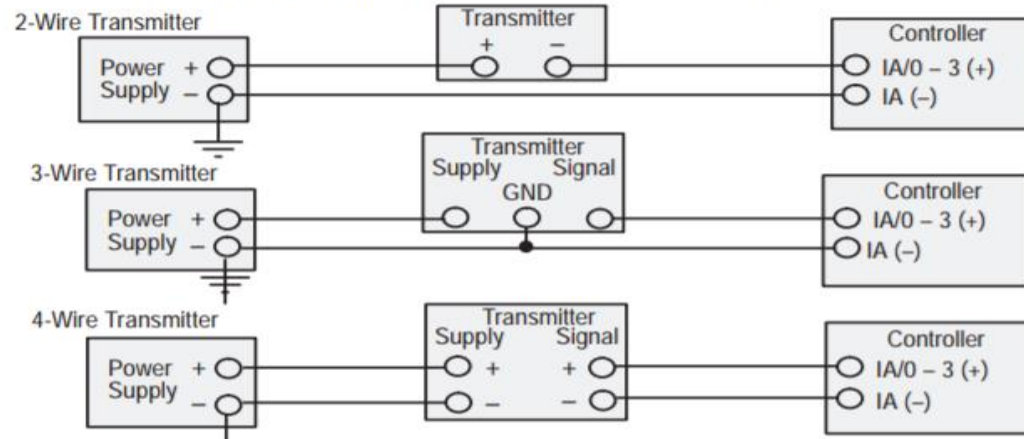 2-Wire Transmitter
Transmitter
+ –
Power Supply + –
Controller
IA/0 – 3 (+)
IA (–)
3-Wire Transmitter
Transmitter
Supply Signal
GND
Power Supply + –
Controller
IA/0 – 3 (+)
IA (–)
4-Wire Transmitter
Transmitter
Supply Signal
+ +
– –
Power Supply + –
Controller
IA/0 – 3 (+)
IA (–)